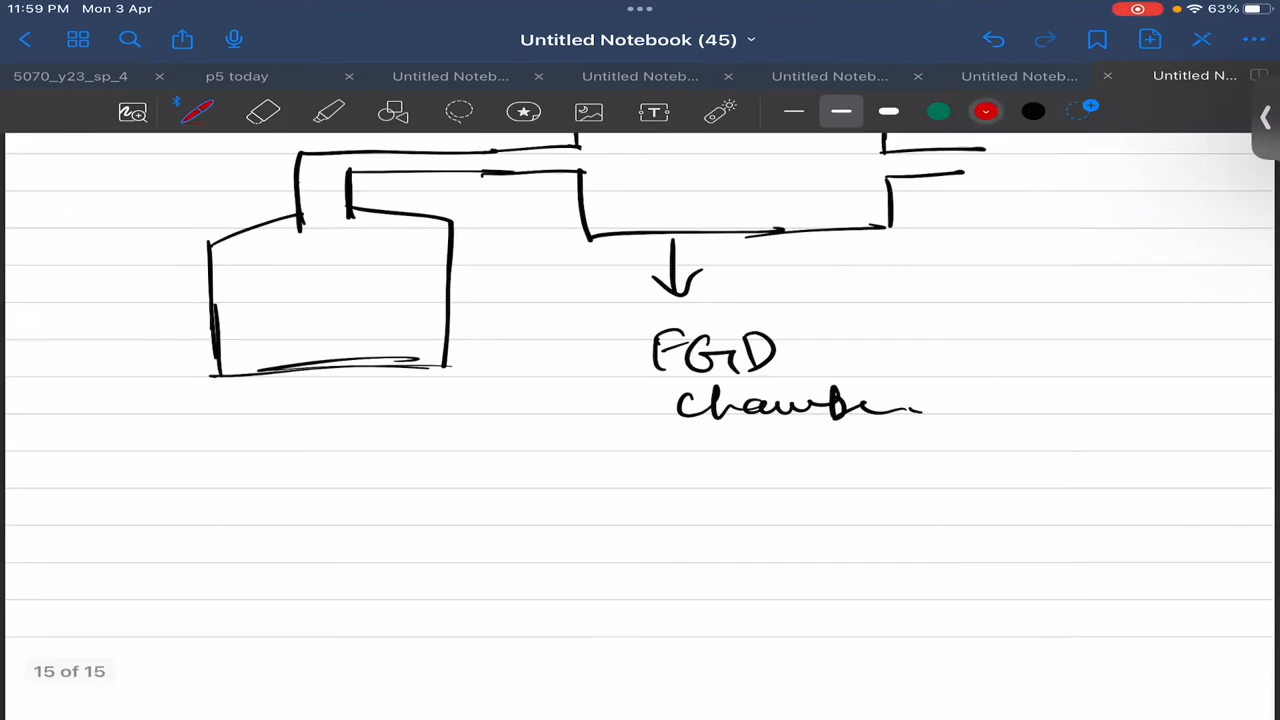 11:59 PM Mon 3 Apr
63%
Untitled Notebook (45)
5070_y23_sp_4
p5 today
Untitled Noteb...
Untitled Noteb...
Untitled Noteb...
Untitled Noteb...
Untitled N...
T
FGD
chamber
15 of 15